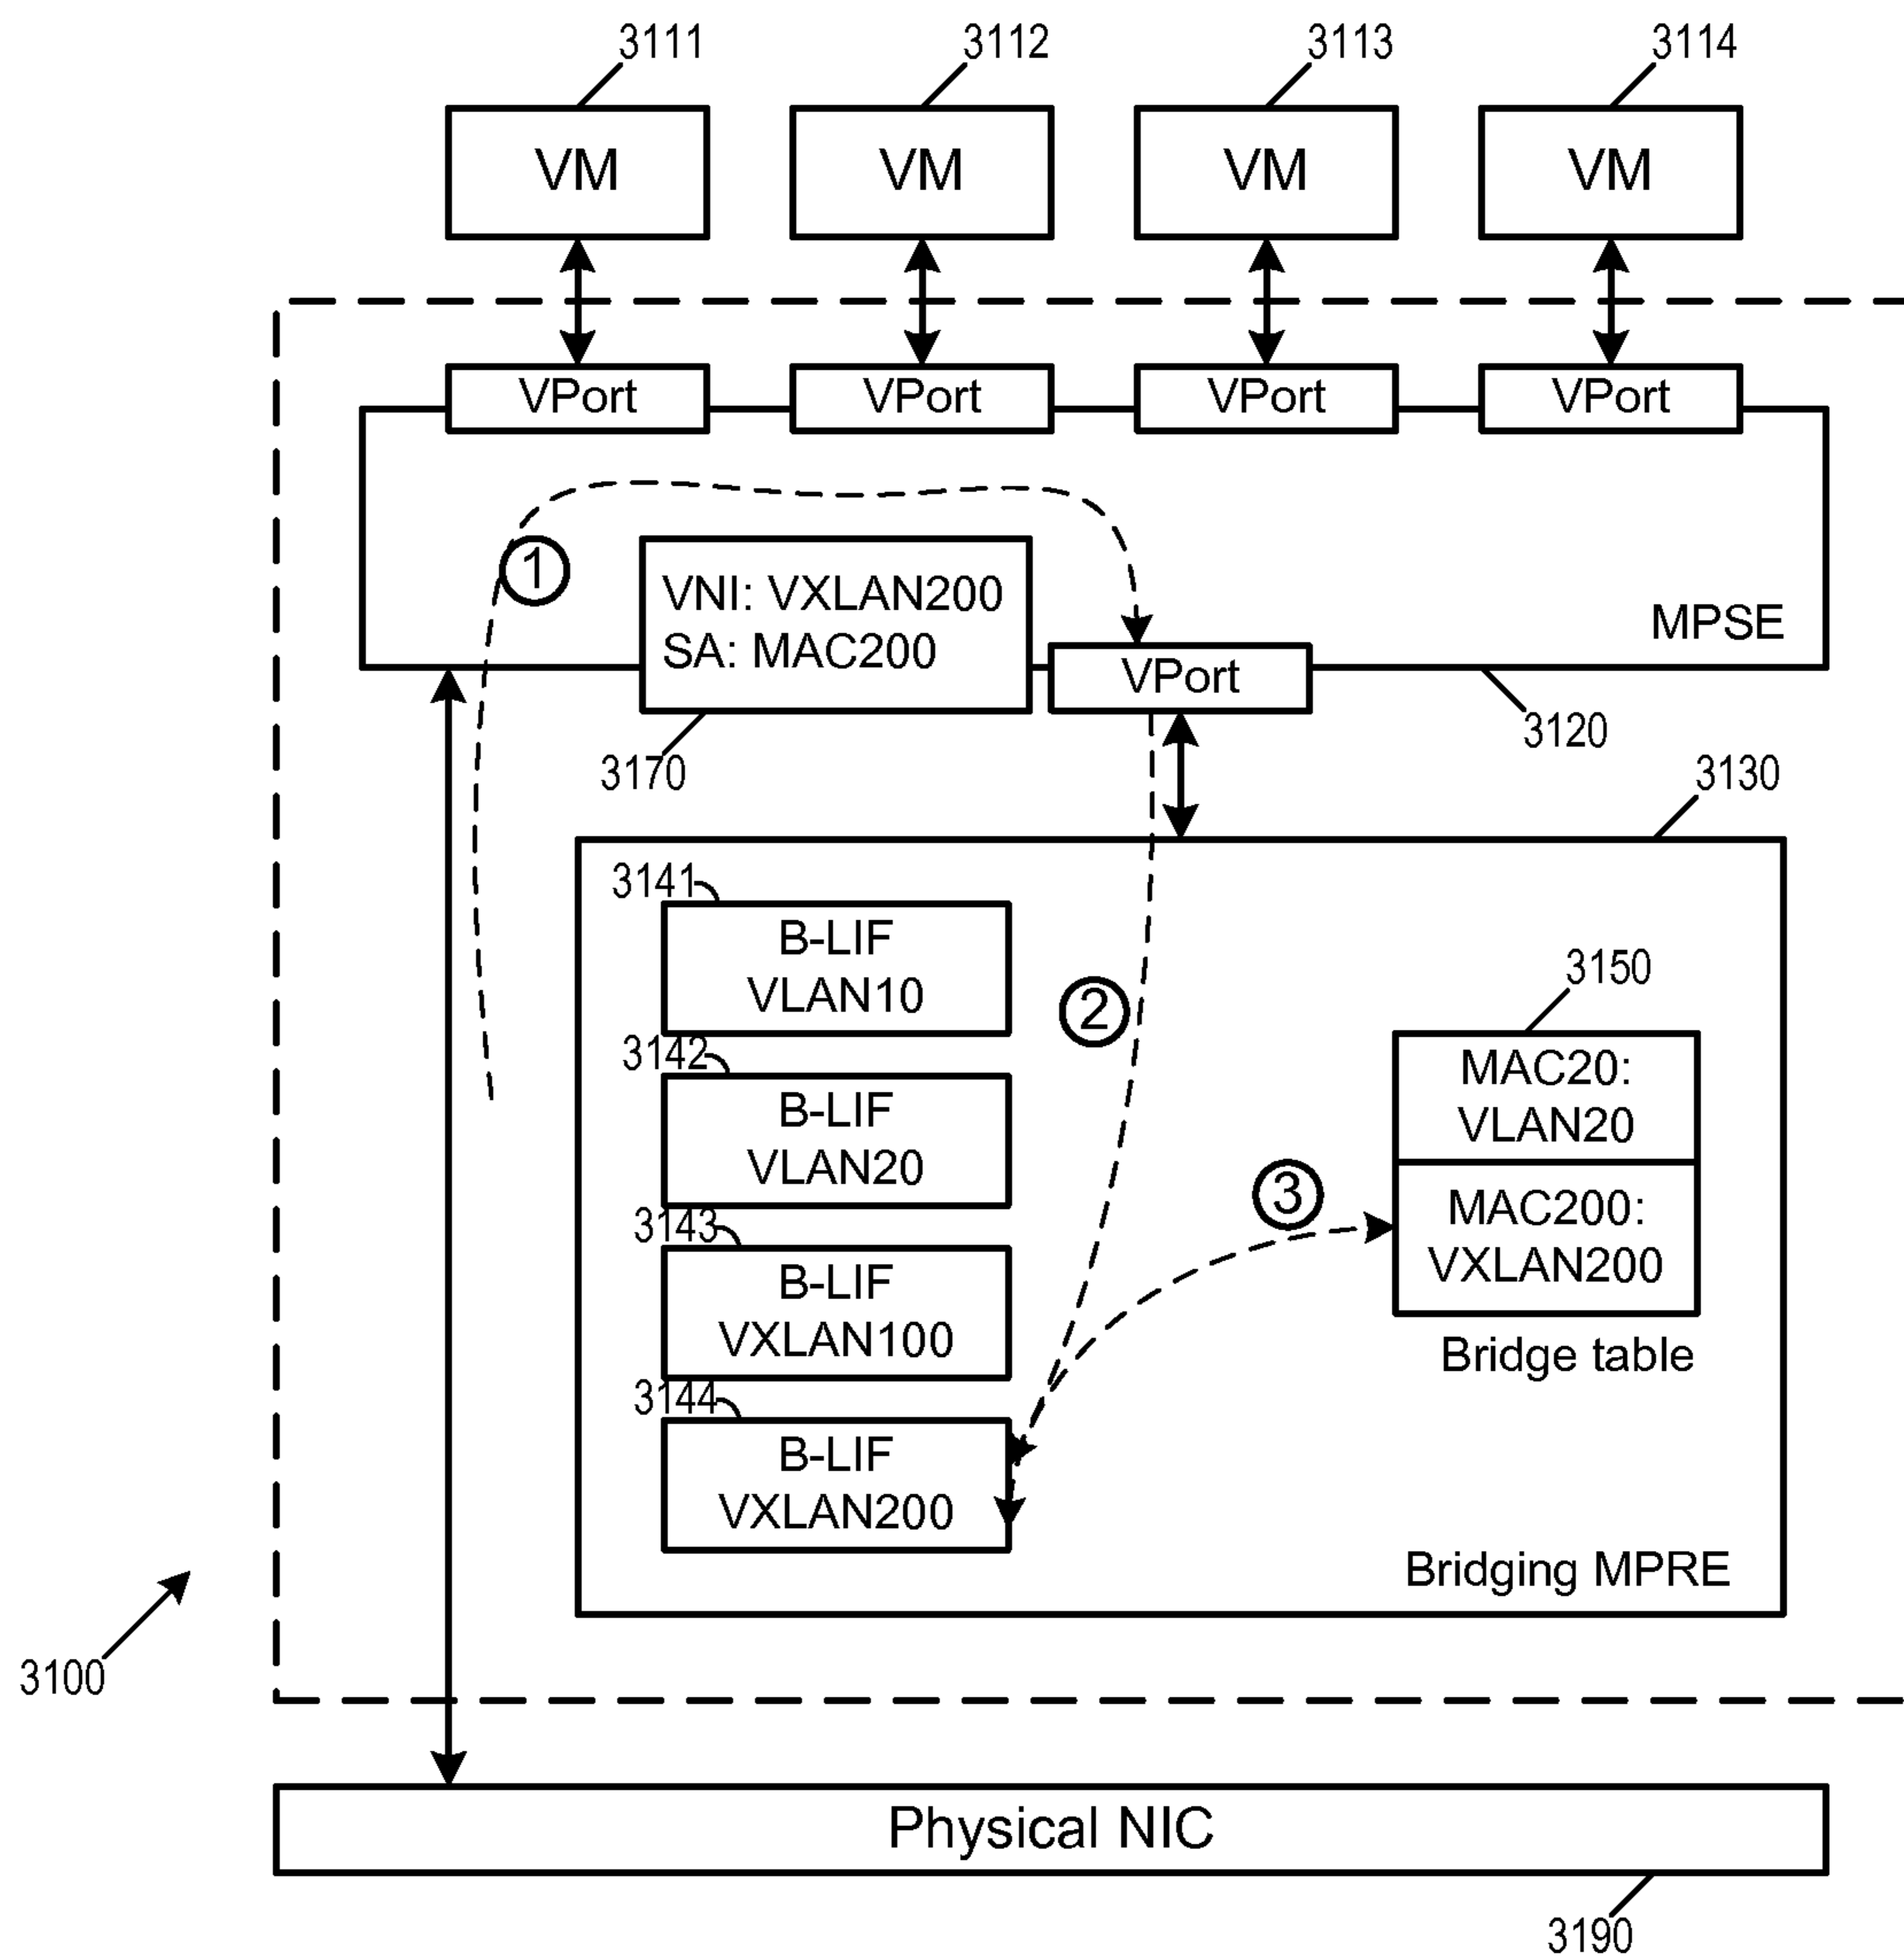 3111
3112
3113
3114
VM
VM
VM
VM
VPort
VPort
VPort
VPort
1
VNI: VXLAN200
SA: MAC200
MPSE
VPort
3170
3120
3130
3141
B-LIF
VLAN10
2
3150
3142
B-LIF
VLAN20
MAC20:
VLAN20
3
MAC200:
VXLAN200
3143
B-LIF
VXLAN100
Bridge table
3144
B-LIF
VXLAN200
Bridging MPRE
3100
Physical NIC
3190